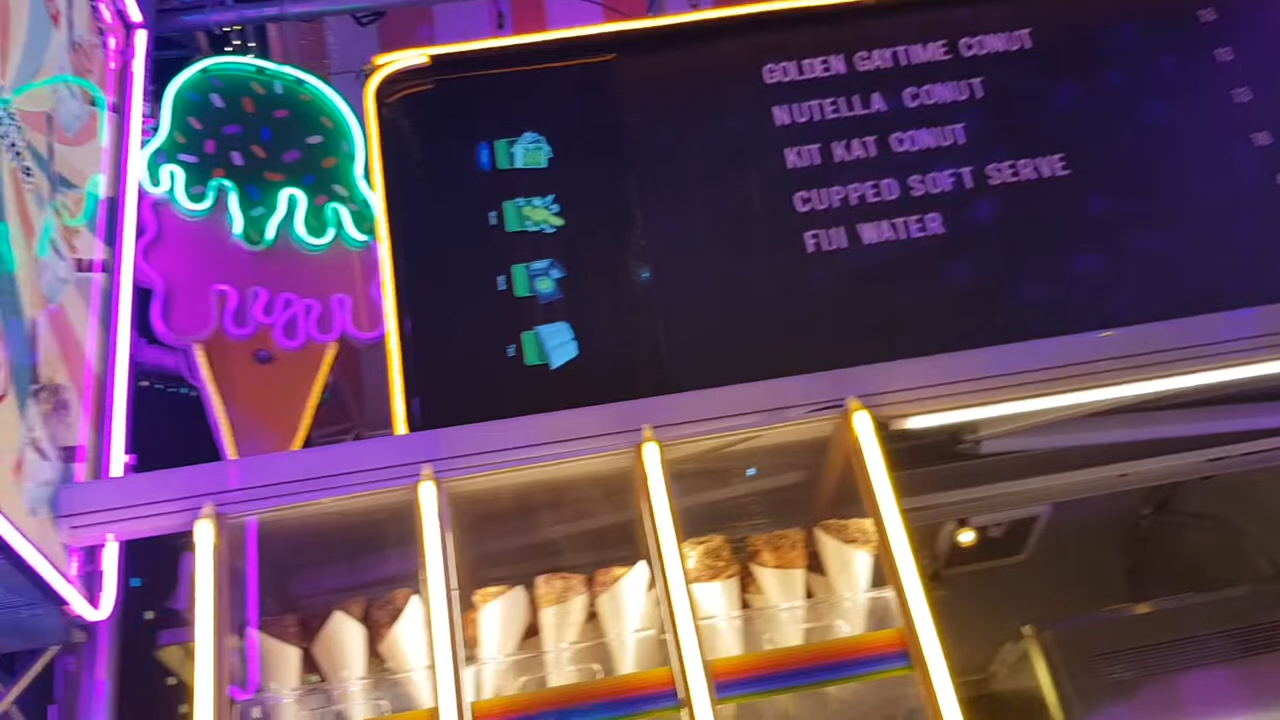 GOLDEN GAYTIME CONUT
NUTELLA CONUT
KIT KAT CONUT
CUPPED SOFT SERVE
FIJI WATER